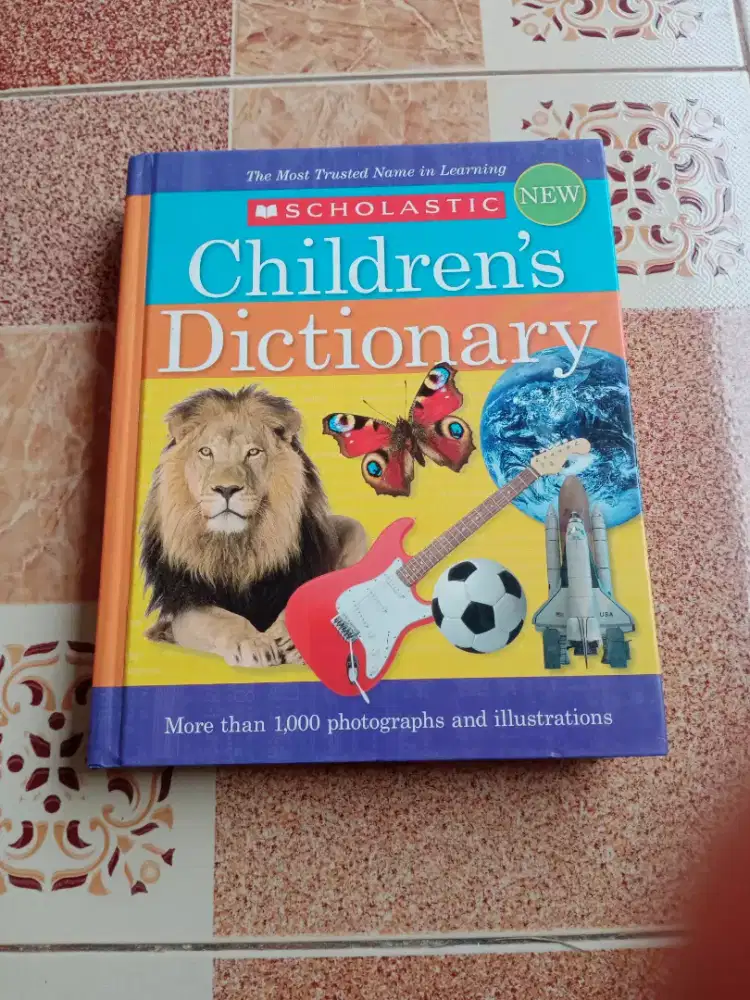 The Most Trusted Name in Learning
SCHOLASTIC
NEW
Children's
Dictionary
USA
More than 1,000 photographs and illustrations